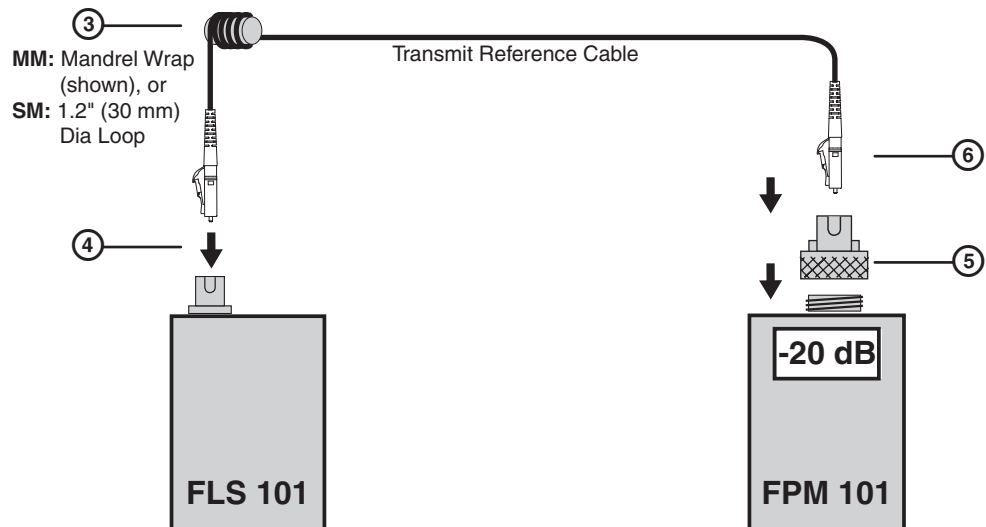 3
MM: Mandrel Wrap
(shown), or
SM: 1.2" (30 mm)
Dia Loop
Transmit Reference Cable
6
4
5
-20 dB
FLS 101
FPM 101